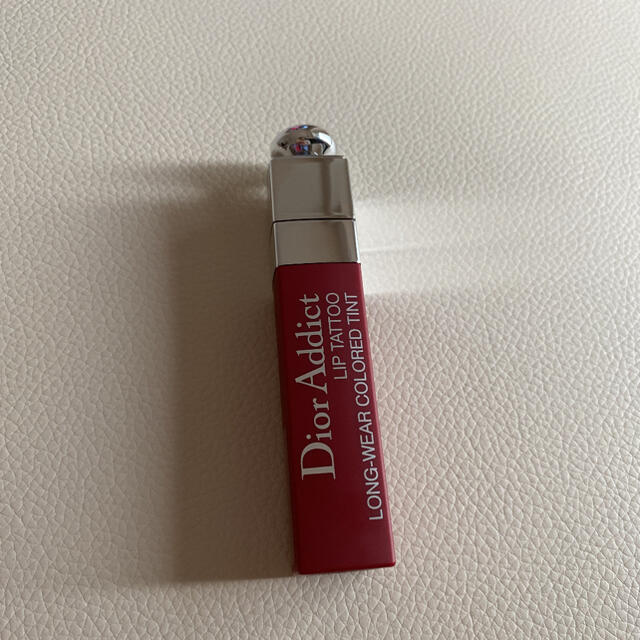 Dior Addict
LIP TATTOO
LONG-WEAR COLORED TINT